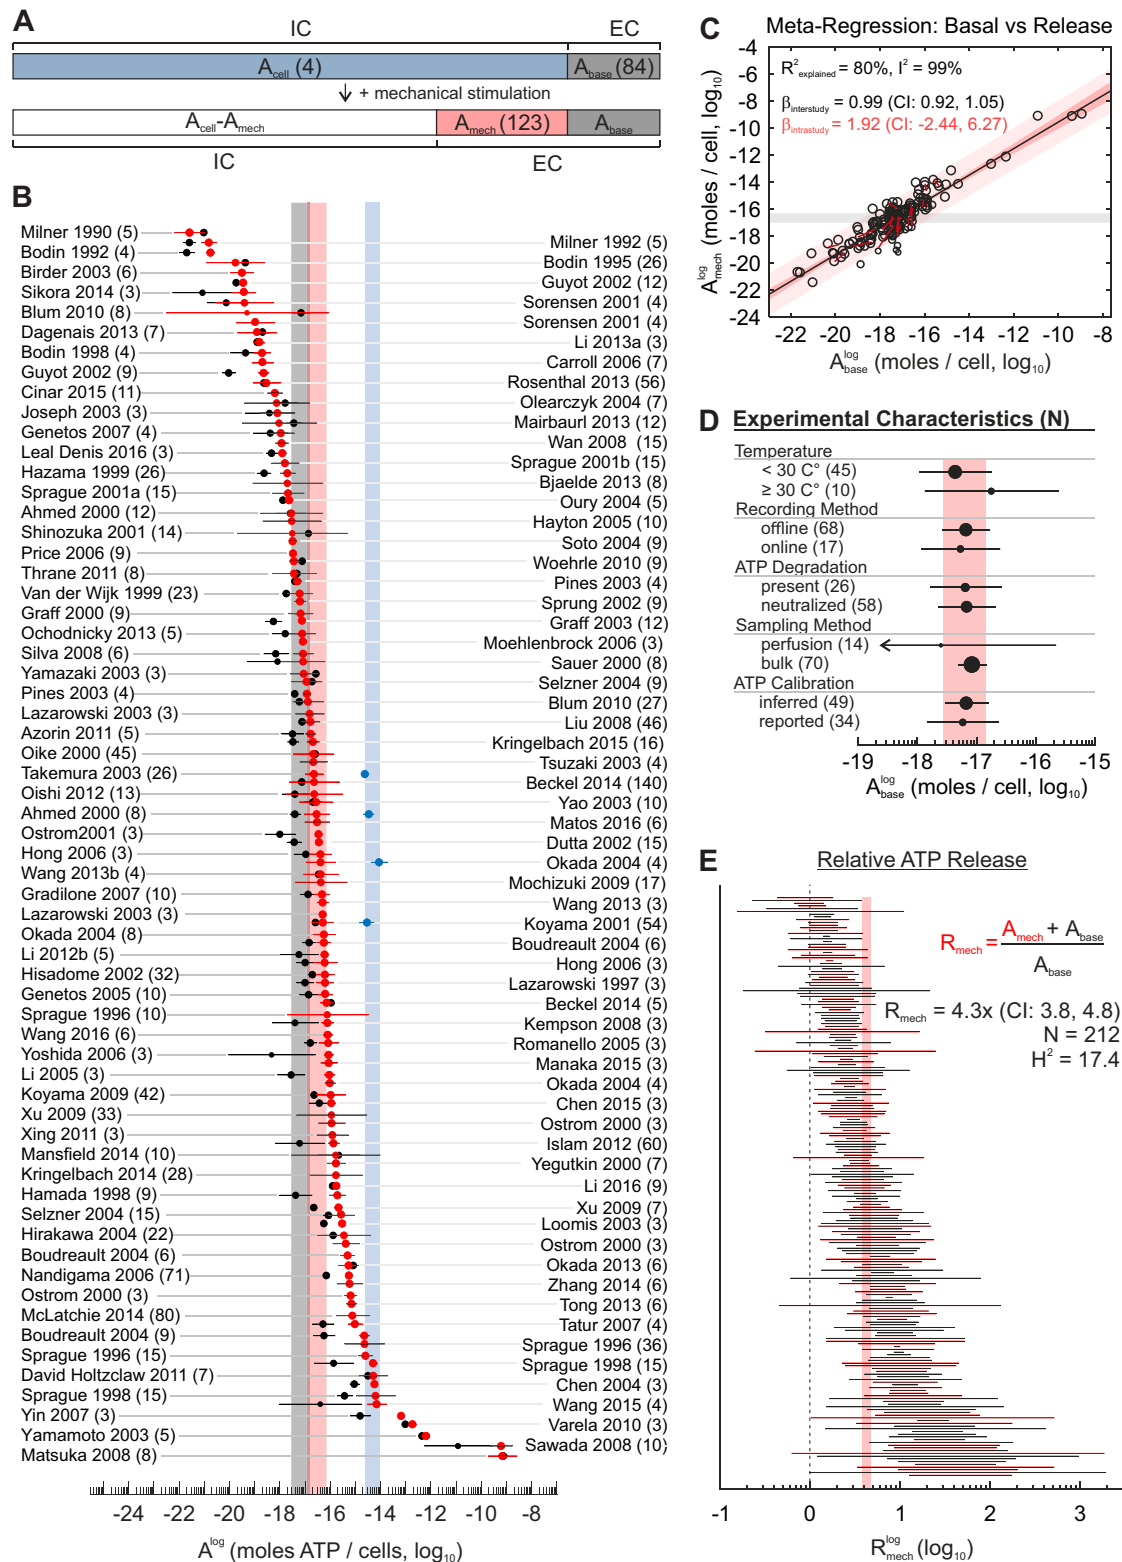 A
IC EC
A_cell (4) A_base (84)
+ mechanical stimulation
A_cell-A_mech A_mech (123) A_base
IC EC
B
Milner 1990 (5)
Milner 1992 (5)
Bodin 1992 (4)
Bodin 1995 (26)
Birder 2003 (6)
Guyot 2002 (12)
Sikora 2014 (3)
Sorensen 2001 (4)
Blum 2010 (8)
Sorensen 2001 (4)
Dagenais 2013 (7)
Li 2013a (3)
Bodin 1998 (4)
Carroll 2006 (7)
Guyot 2002 (9)
Rosenthal 2013 (56)
Cinar 2015 (11)
Olearczyk 2004 (7)
Joseph 2003 (3)
Mairbaurl 2013 (12)
Genetos 2007 (4)
Wan 2008 (15)
Leal Denis 2016 (3)
Sprague 2001b (15)
Hazama 1999 (26)
Bjaelde 2013 (8)
Sprague 2001a (15)
Oury 2004 (5)
Ahmed 2000 (12)
Hayton 2005 (10)
Shinozuka 2001 (14)
Soto 2004 (9)
Price 2006 (9)
Woehrle 2010 (9)
Thrane 2011 (8)
Pines 2003 (4)
Van der Wijk 1999 (23)
Sprung 2002 (9)
Graff 2000 (9)
Graff 2003 (12)
Ochodnicky 2013 (5)
Moehlenbrock 2006 (3)
Silva 2008 (6)
Sauer 2000 (8)
Yamazaki 2003 (3)
Selzner 2004 (9)
Pines 2003 (4)
Blum 2010 (27)
Lazarowski 2003 (3)
Liu 2008 (46)
Azorin 2011 (5)
Kringelbach 2015 (16)
Oike 2000 (45)
Tsuzaki 2003 (4)
Takemura 2003 (26)
Beckel 2014 (140)
Oishi 2012 (13)
Yao 2003 (10)
Ahmed 2000 (8)
Matos 2016 (6)
Ostrom2001 (3)
Dutta 2002 (15)
Hong 2006 (3)
Okada 2004 (4)
Wang 2013b (4)
Mochizuki 2009 (17)
Gradilone 2007 (10)
Wang 2013 (3)
Lazarowski 2003 (3)
Koyama 2001 (54)
Okada 2004 (8)
Boudreault 2004 (6)
Li 2012b (5)
Hong 2006 (3)
Hisadome 2002 (32)
Lazarowski 1997 (3)
Genetos 2005 (10)
Beckel 2014 (5)
Sprague 1996 (10)
Kempson 2008 (3)
Wang 2016 (6)
Romanello 2005 (3)
Yoshida 2006 (3)
Manaka 2015 (3)
Li 2005 (3)
Okada 2004 (4)
Koyama 2009 (42)
Chen 2015 (3)
Xu 2009 (33)
Ostrom 2000 (3)
Xing 2011 (3)
Islam 2012 (60)
Mansfield 2014 (10)
Yegutkin 2000 (7)
Kringelbach 2014 (28)
Li 2016 (9)
Hamada 1998 (9)
Xu 2009 (7)
Selzner 2004 (15)
Loomis 2003 (3)
Hirakawa 2004 (22)
Ostrom 2000 (3)
Boudreault 2004 (6)
Okada 2013 (6)
Nandigama 2006 (71)
Zhang 2014 (6)
Ostrom 2000 (3)
Tong 2013 (6)
McLatchie 2014 (80)
Tatur 2007 (4)
Boudreault 2004 (9)
Sprague 1996 (36)
Sprague 1996 (15)
Sprague 1998 (15)
David Holtzclaw 2011 (7)
Chen 2004 (3)
Sprague 1998 (15)
Wang 2015 (4)
Yin 2007 (3)
Varela 2010 (3)
Yamamoto 2003 (5)
Sawada 2008 (10)
Matsuka 2008 (8)
-24 -22 -20 -18 -16 -14 -12 -10 -8
A^log (moles ATP / cells, log10)
C Meta-Regression: Basal vs Release
R²explained = 80%, I² = 99%
βinterstudy = 0.99 (CI: 0.92, 1.05)
βintrastudy = 1.92 (CI: -2.44, 6.27)
-4
-6
-8
-10
-12
-14
-16
-18
-20
-22
-24
A^log_mech (moles / cell, log10)
-22 -20 -18 -16 -14 -12 -10 -8
A^log_base (moles / cell, log10)
D Experimental Characteristics (N)
Temperature
< 30 C° (45)
≥ 30 C° (10)
Recording Method
offline (68)
online (17)
ATP Degradation
present (26)
neutralized (58)
Sampling Method
perfusion (14)
bulk (70)
ATP Calibration
inferred (49)
reported (34)
-19 -18 -17 -16 -15
A^log_base (moles / cell, log10)
E Relative ATP Release
R_mech = A_mech + A_base / A_base
R_mech = 4.3x (CI: 3.8, 4.8)
N = 212
H² = 17.4
-1 0 1 2 3
R^log_mech (log10)